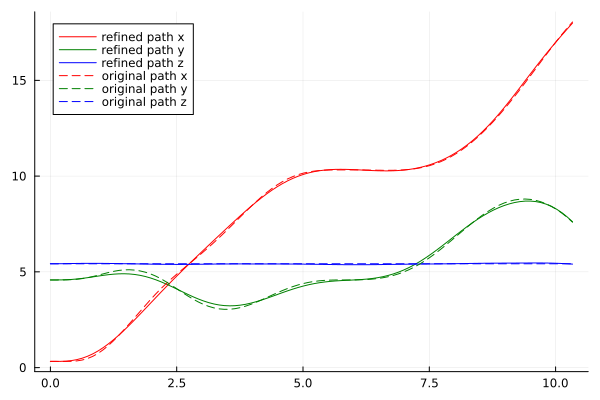 refined path x
refined path y
refined path z
original path x
original path y
original path z
15
10
5
0
0.0 2.5 5.0 7.5 10.0